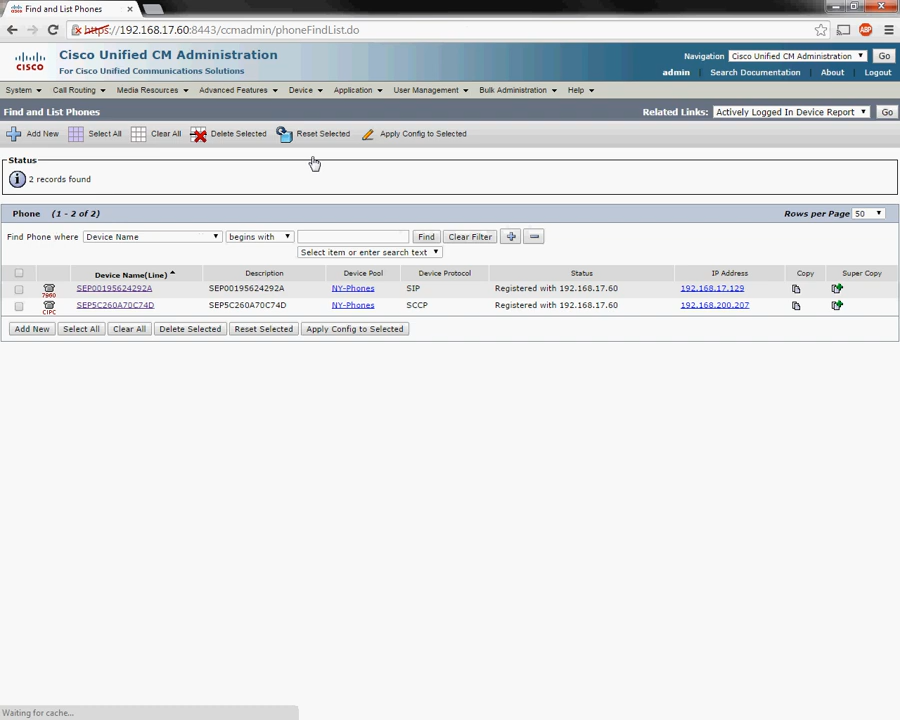 Find and List Phones
https://192.168.17.60:8443/ccmadmin/phoneFindList.do
ABP
CISCO
Cisco Unified CM Administration
For Cisco Unified Communications Solutions
Navigation Cisco Unified CM Administration Go
admin | Search Documentation | About | Logout
System Call Routing Media Resources Advanced Features Device Application User Management Bulk Administration Help
Find and List Phones Related Links: Actively Logged In Device Report Go
Add New Select All Clear All Delete Selected Reset Selected Apply Config to Selected
Status
i 2 records found
Phone (1 - 2 of 2) Rows per Page 50
Find Phone where Device Name begins with Find Clear Filter
Select item or enter search text
Device Name(Line) Description Device Pool Device Protocol Status IP Address Copy Super Copy
7960 SEP00195624292A SEP00195624292A NY-Phones SIP Registered with 192.168.17.60 192.168.17.129
CIPC SEP5C260A70C74D SEP5C260A70C74D NY-Phones SCCP Registered with 192.168.17.60 192.168.200.207
Add New Select All Clear All Delete Selected Reset Selected Apply Config to Selected
Waiting for cache...